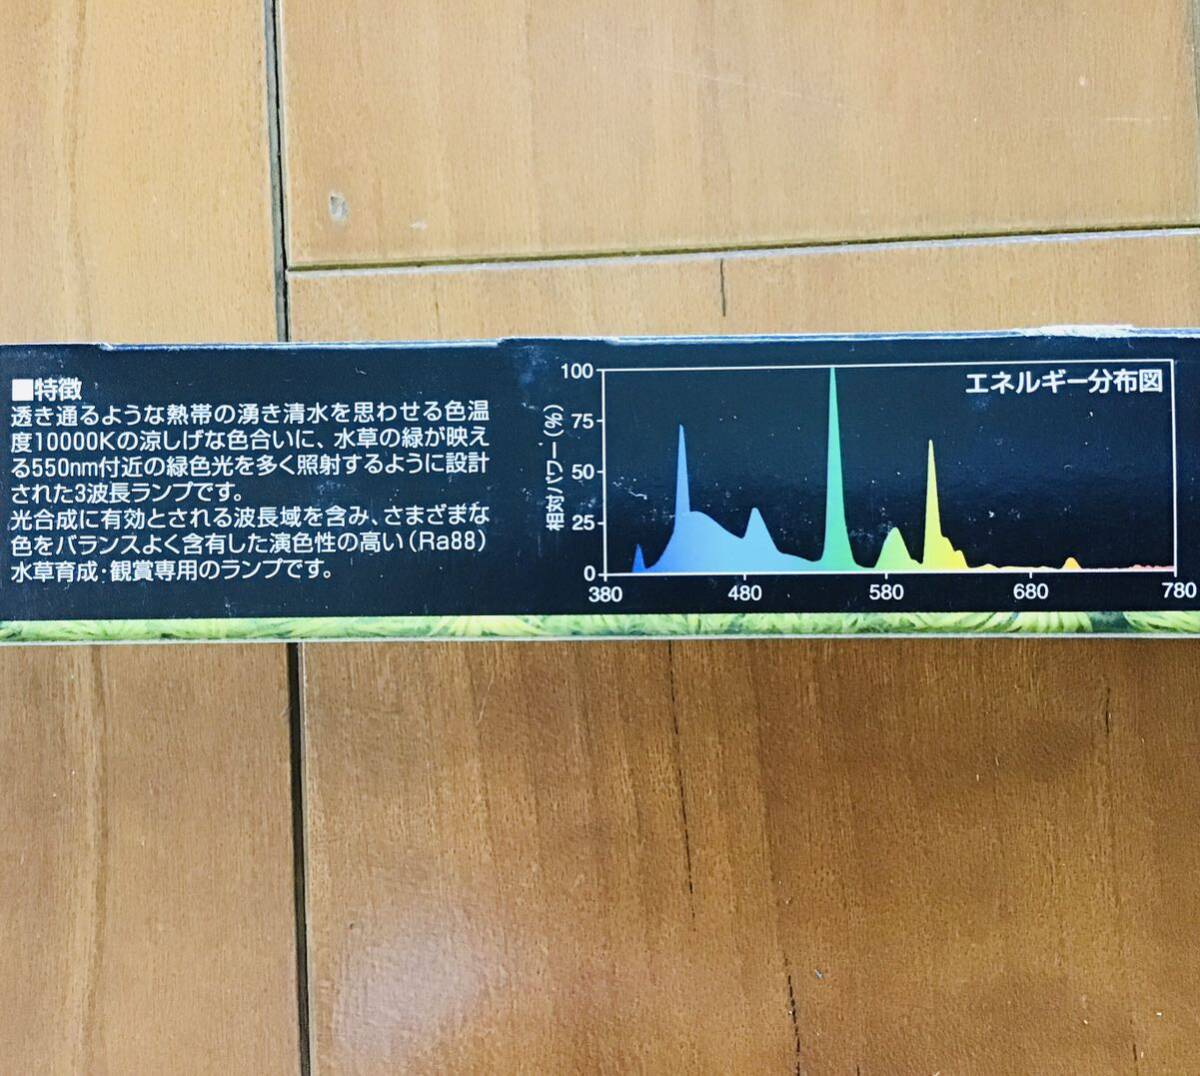 ■特徴
透き通るような熱帯の湧き清水を思わせる色温
度10000Kの涼しげな色合いに、水草の緑が映え
る550nm付近の緑色光を多く照射するように設計
された3波長ランプです。
光合成に有効とされる波長域を含み、さまざまな
色をバランスよく含有した演色性の高い(Ra88)
水草育成・観賞専用のランプです。
エネルギー分布図
相対パワー(%)
100
75
50
25
0
380
480
580
680
780